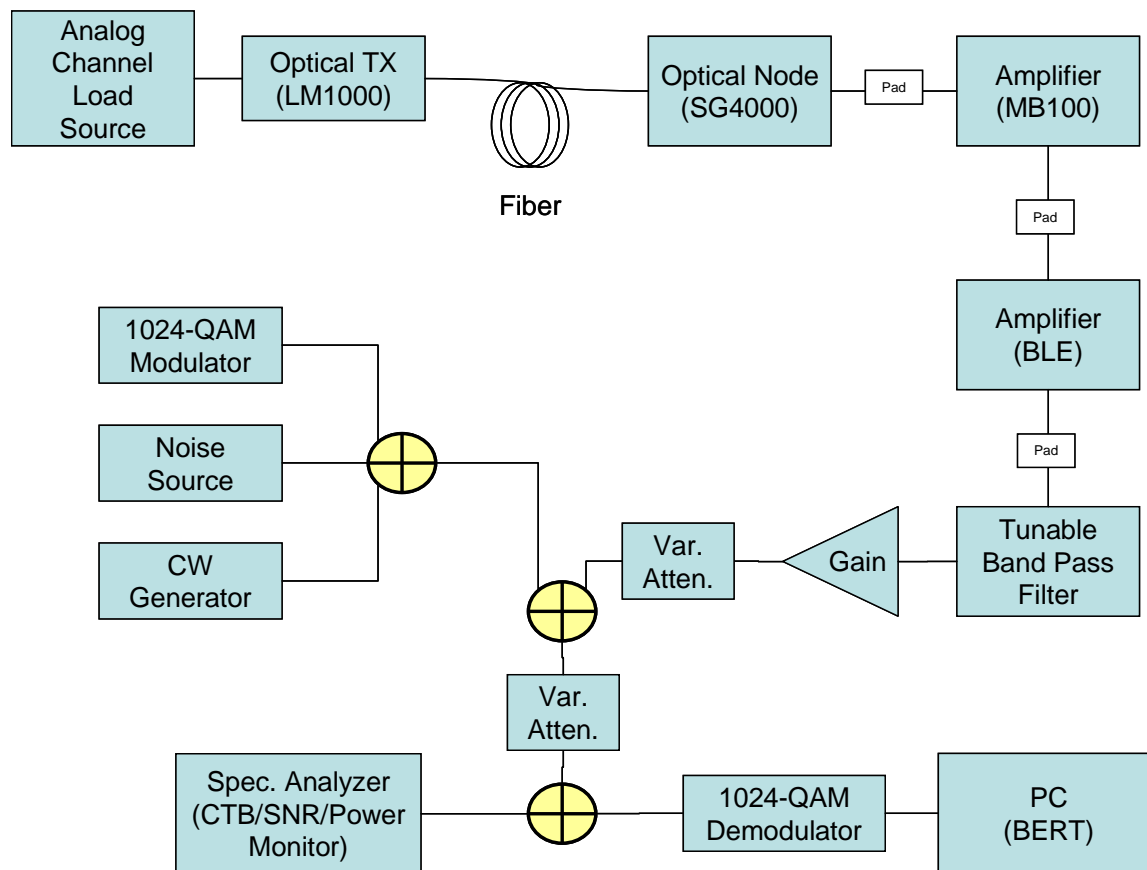 Analog
Channel
Load
Source
Optical TX
(LM1000)
Fiber
Optical Node
(SG4000)
Pad
Amplifier
(MB100)
Pad
Amplifier
(BLE)
Pad
Tunable
Band Pass
Filter
Gain
Var.
Atten.
1024-QAM
Modulator
Noise
Source
CW
Generator
Var.
Atten.
Spec. Analyzer
(CTB/SNR/Power
Monitor)
1024-QAM
Demodulator
PC
(BERT)